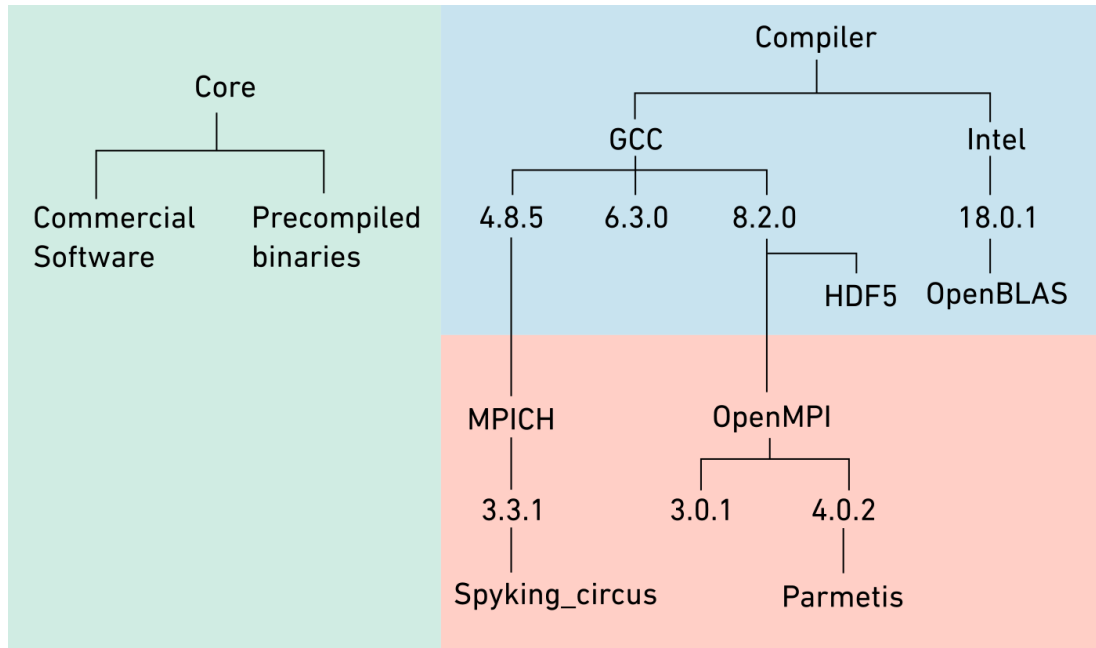 Core
Commercial
Software
Precompiled
binaries
Compiler
GCC
Intel
4.8.5
6.3.0
8.2.0
18.0.1
HDF5
OpenBLAS
MPICH
OpenMPI
3.3.1
3.0.1
4.0.2
Spyking_circus
Parmetis